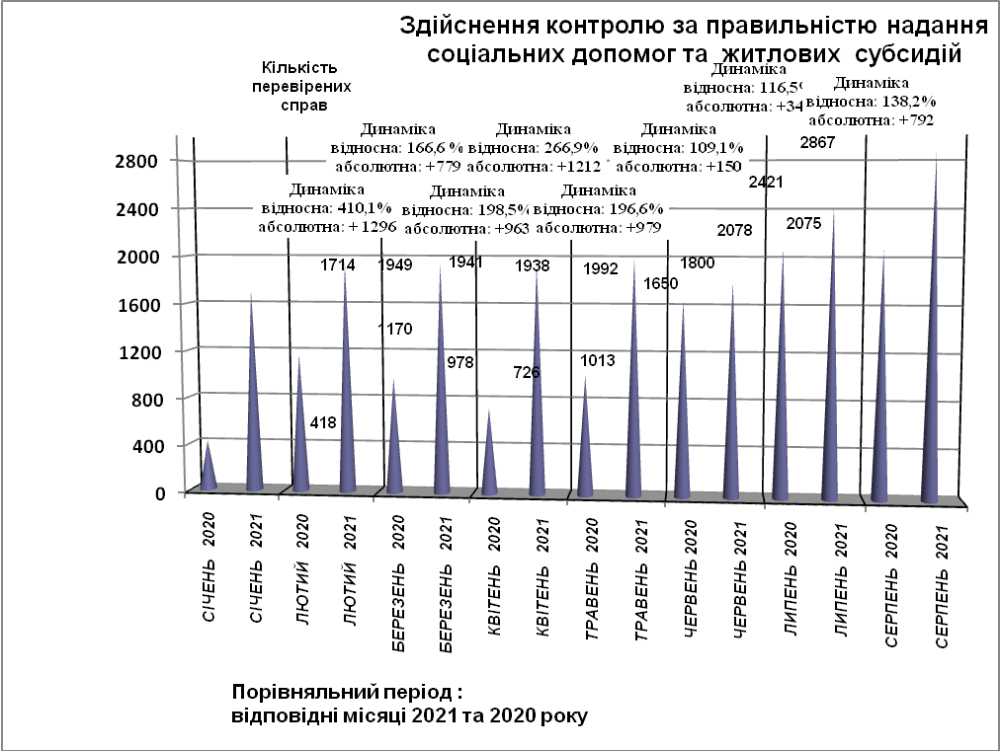 Здійснення контролю за правильністю надання
соціальних допомог та житлових субсидій
Кількість
перевірених
справ
Динаміка
відносна: 116,5%
абсолютна: +34
Динаміка
відносна: 138,2%
абсолютна: +792
Динаміка
відносна: 166,6 %
абсолютна: +779
Динаміка
відносна: 266,9%
абсолютна: +1212
Динаміка
відносна: 109,1%
абсолютна: +150
Динаміка
відносна: 410,1%
абсолютна: + 1296
Динаміка
відносна: 198,5%
абсолютна: +963
Динаміка
відносна: 196,6%
абсолютна: +979
2867
2421
2078
2075
1714
1949
1941
1938
1992
1800
1650
1170
978
726
1013
418
2800
2400
2000
1600
1200
800
400
0
СІЧЕНЬ 2020
СІЧЕНЬ 2021
ЛЮТИЙ 2020
ЛЮТИЙ 2021
БЕРЕЗЕНЬ 2020
БЕРЕЗЕНЬ 2021
КВІТЕНЬ 2020
КВІТЕНЬ 2021
ТРАВЕНЬ 2020
ТРАВЕНЬ 2021
ЧЕРВЕНЬ 2020
ЧЕРВЕНЬ 2021
ЛИПЕНЬ 2020
ЛИПЕНЬ 2021
СЕРПЕНЬ 2020
СЕРПЕНЬ 2021
Порівняльний період :
відповідні місяці 2021 та 2020 року